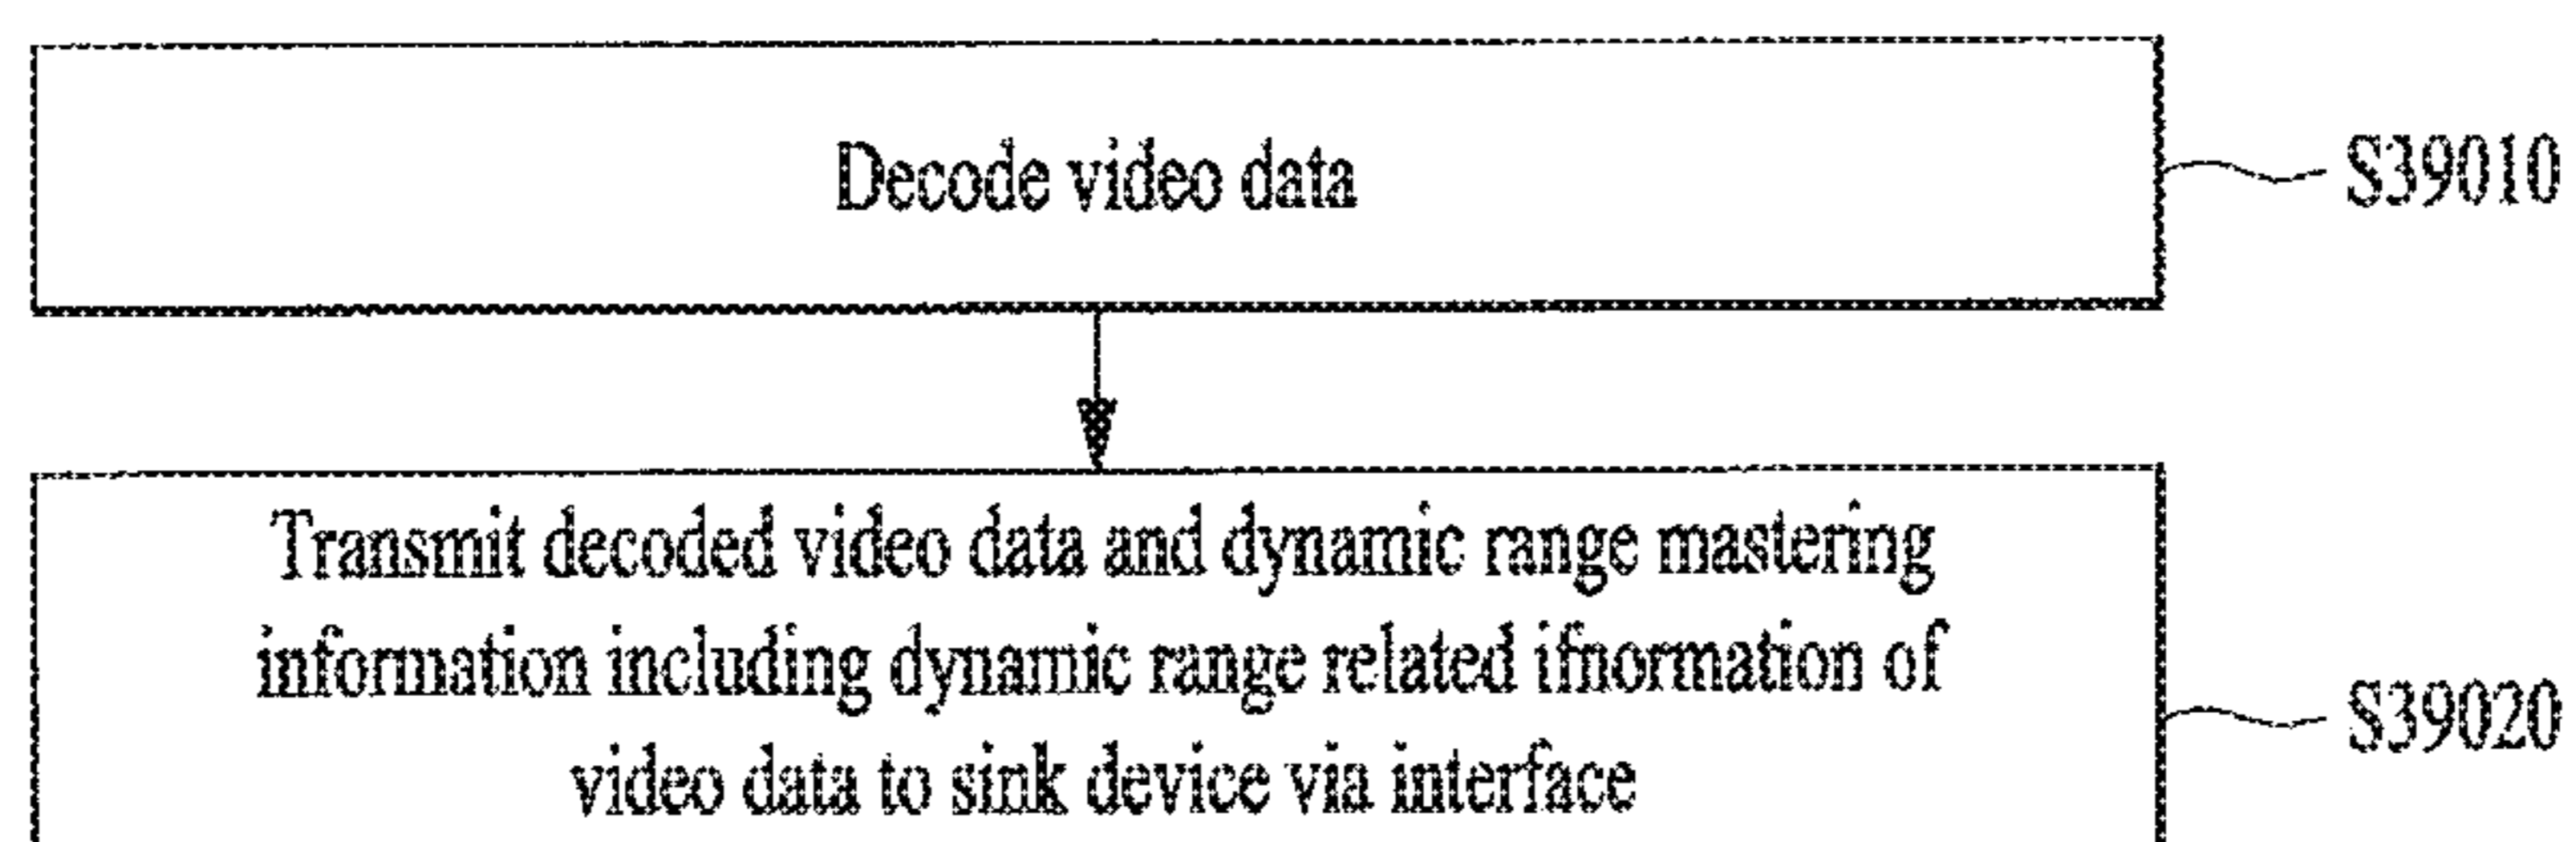 Decode video data
S39010
Transmit decoded video data and dynamic range mastering
information including dynamic range related ifnormation of
video data to sink device via interface
S39020